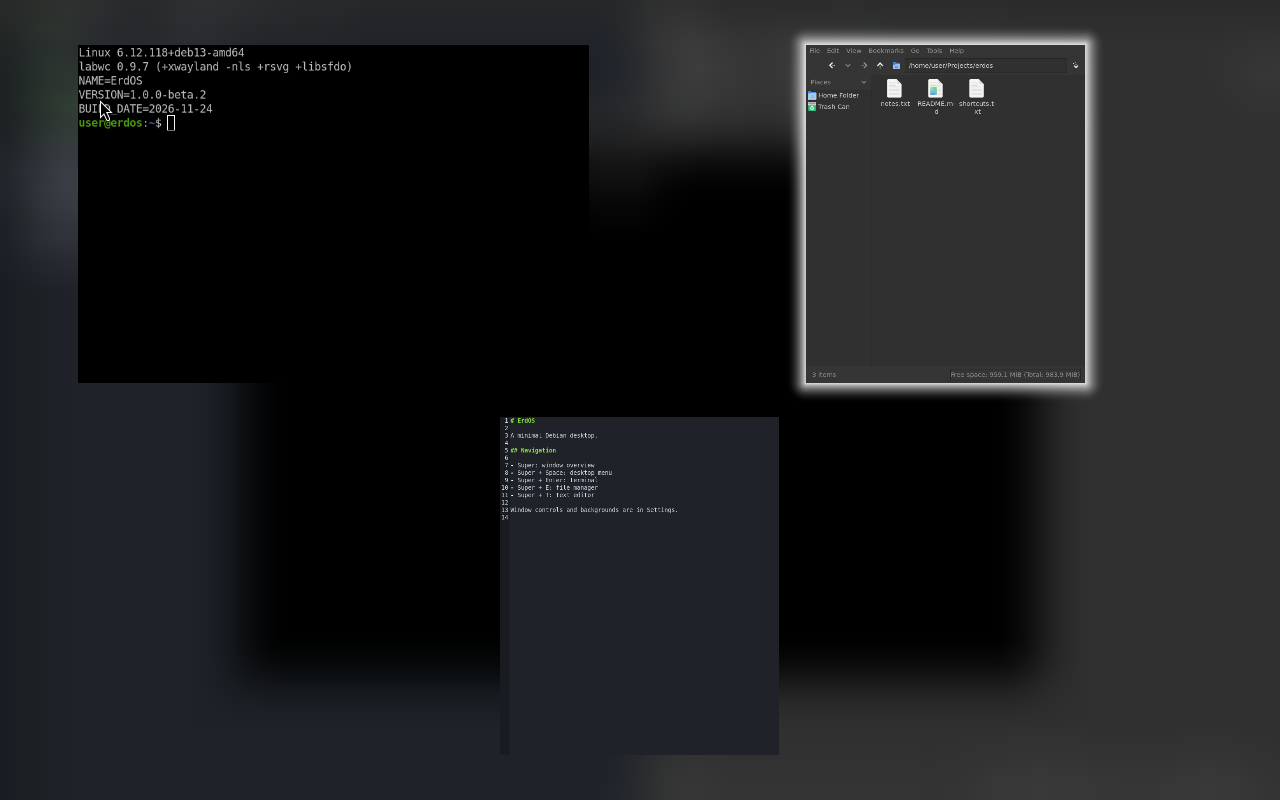 Linux 6.12.118+deb13-amd64
labwc 0.9.7 (+xwayland -nls +rsvg +libsfdo)
NAME=ErdOS
VERSION=1.0.0-beta.2
BUILD_DATE=2026-11-24
user@erdos:~$
File Edit View Bookmarks Go Tools Help
/home/user/Projects/erdos
Places
Home Folder
Trash Can
notes.txt
README.m
d
shortcuts.t
xt
3 items
Free space: 959.1 MiB (Total: 983.9 MiB)
1 # ErdOS
2
3 A minimal Debian desktop.
4
5 ## Navigation
6
7 - Super: window overview
8 - Super + Space: desktop menu
9 - Super + Enter: terminal
10 - Super + E: file manager
11 - Super + T: text editor
12
13 Window controls and backgrounds are in Settings.
14